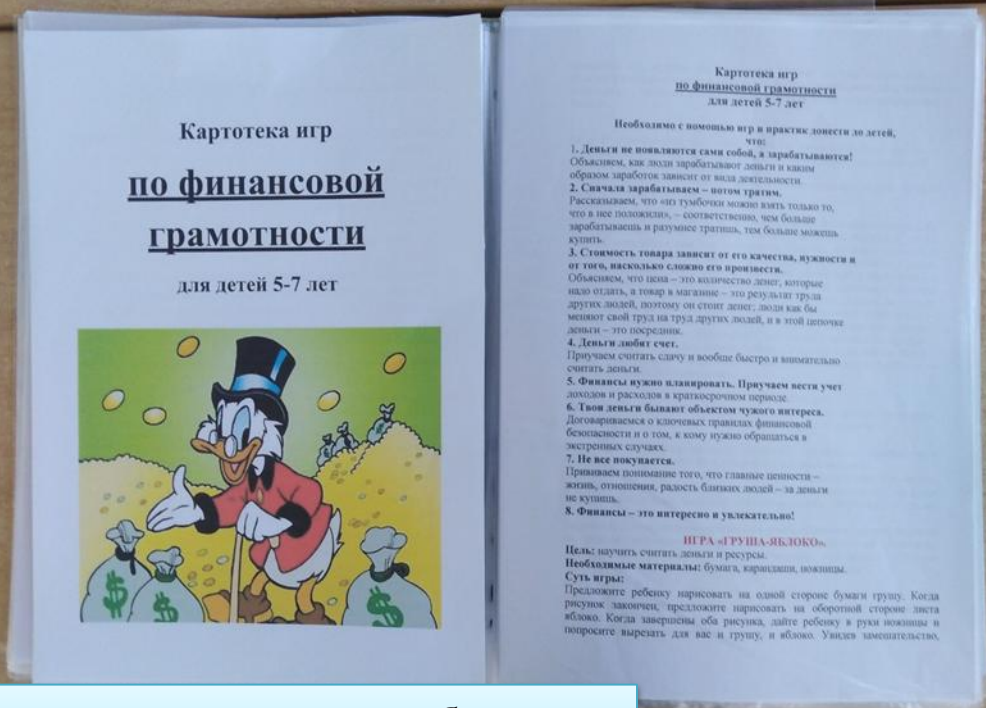 Картотека игр
по финансовой
грамотности
для детей 5-7 лет
$
$
$
Картотека игр
по финансовой грамотности
для детей 5-7 лет
Необходимо с помощью игр и практик донести до детей,
что:
1. Деньги не появляются сами собой, а зарабатываются!
Объясняем, как люди зарабатывают деньги и каким
образом заработок зависит от вида деятельности.
2. Сначала зарабатываем – потом тратим.
Рассказываем, что «из тумбочки можно взять только то,
что в нее положили», – соответственно, чем больше
зарабатываешь и разумнее тратишь, тем больше можешь
купить.
3. Стоимость товара зависит от его качества, нужности и
от того, насколько сложно его произвести.
Объясняем, что цена – это количество денег, которые
надо отдать, а товар в магазине – это результат труда
других людей, поэтому он стоит денег; люди как бы
меняют свой труд на труд других людей, и в этой цепочке
деньги – это посредник.
4. Деньги любят счет.
Приучаем считать сдачу и вообще быстро и внимательно
считать деньги.
5. Финансы нужно планировать. Приучаем вести учет
доходов и расходов в краткосрочном периоде.
6. Твои деньги бывают объектом чужого интереса.
Договариваемся о ключевых правилах финансовой
безопасности и о том, к кому нужно обращаться в
экстренных случаях.
7. Не все покупается.
Прививаем понимание того, что главные ценности –
жизнь, отношения, радость близких людей – за деньги
не купишь.
8. Финансы – это интересно и увлекательно!
ИГРА «ГРУША-ЯБЛОКО».
Цель: научить считать деньги и ресурсы.
Необходимые материалы: бумага, карандаши, ножницы.
Суть игры:
Предложите ребенку нарисовать на одной стороне бумаги грушу. Когда
рисунок закончен, предложите нарисовать на оборотной стороне листа
яблоко. Когда завершены оба рисунка, дайте ребенку в руки ножницы и
попросите вырезать для вас и грушу, и яблоко. Увидев замешательство,